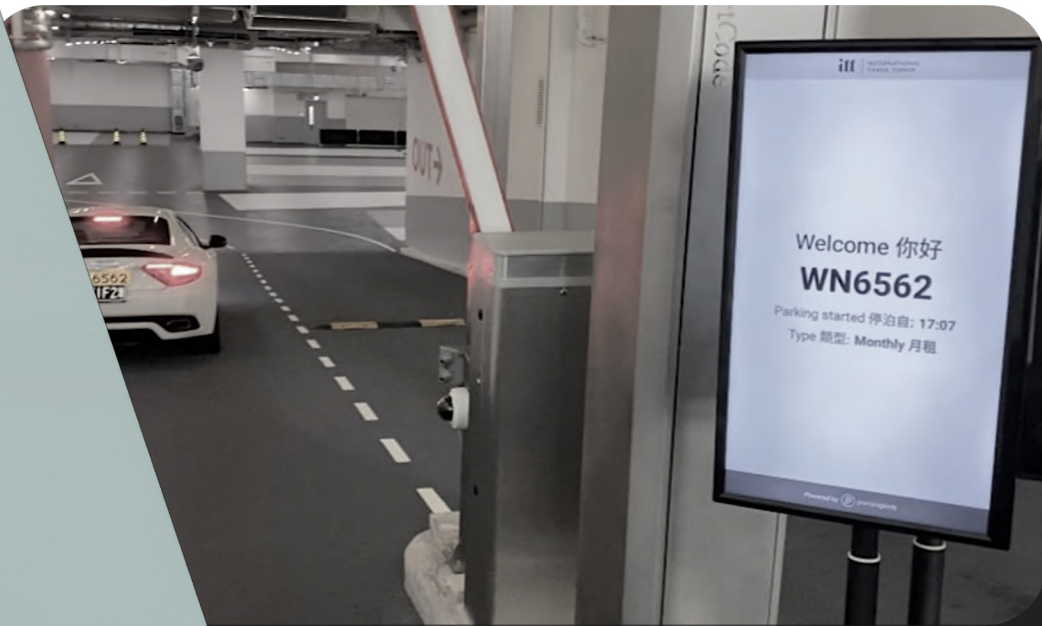 OUT
6562
itt INTERNATIONAL TRADE TOWER
Welcome 你好
WN6562
Parking started 停泊自: 17:07
Type 類型: Monthly 月租
Powered by